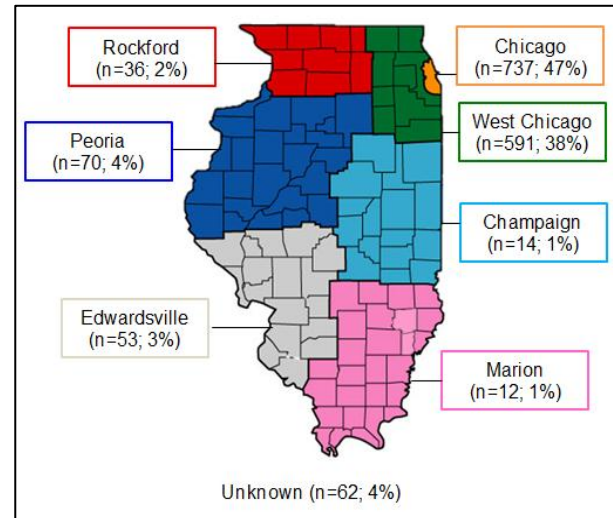 Rockford
(n=36; 2%)
Chicago
(n=737; 47%)
West Chicago
(n=591; 38%)
Peoria
(n=70; 4%)
Champaign
(n=14; 1%)
Edwardsville
(n=53; 3%)
Marion
(n=12; 1%)
Unknown (n=62; 4%)